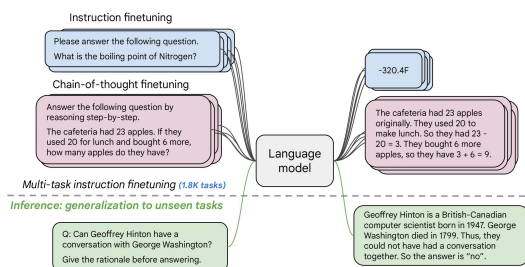 Instruction finetuning
Please answer the following question.
What is the boiling point of Nitrogen?
-320.4F
Chain-of-thought finetuning
Answer the following question by
reasoning step-by-step.
The cafeteria had 23 apples. If they
used 20 for lunch and bought 6 more,
how many apples do they have?
Language
model
The cafeteria had 23 apples
originally. They used 20 to
make lunch. So they had 23 -
20 = 3. They bought 6 more
apples, so they have 3 + 6 = 9.
Multi-task instruction finetuning (1.8K tasks)
Inference: generalization to unseen tasks
Q: Can Geoffrey Hinton have a
conversation with George Washington?
Give the rationale before answering.
Geoffrey Hinton is a British-Canadian
computer scientist born in 1947. George
Washington died in 1799. Thus, they
could not have had a conversation
together. So the answer is "no".